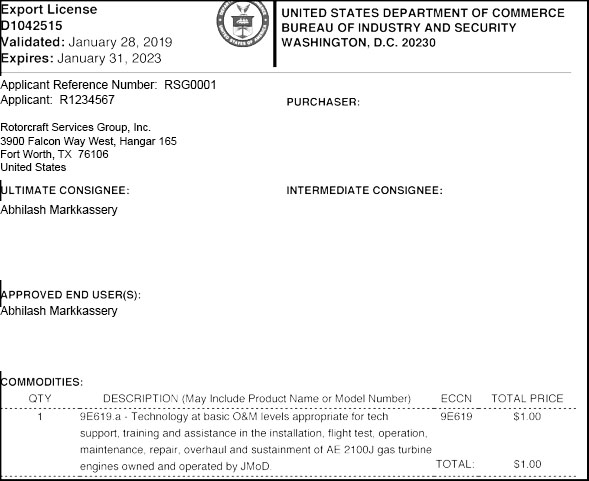 Export License
D1042515
Validated: January 28, 2019
Expires: January 31, 2023
UNITED STATES DEPARTMENT OF COMMERCE
BUREAU OF INDUSTRY AND SECURITY
WASHINGTON, D.C. 20230
Applicant Reference Number: RSG0001
Applicant: R1234567
PURCHASER:
Rotorcraft Services Group, Inc.
3900 Falcon Way West, Hangar 165
Fort Worth, TX 76106
United States
ULTIMATE CONSIGNEE:
INTERMEDIATE CONSIGNEE:
Abhilash Markkassery
APPROVED END USER(S):
Abhilash Markkassery
COMMODITIES:
QTY DESCRIPTION (May Include Product Name or Model Number) ECCN TOTAL PRICE
1 9E619.a - Technology at basic O&M levels appropriate for tech 9E619 $1.00
support, training and assistance in the installation, flight test, operation,
maintenance, repair, overhaul and sustainment of AE 2100J gas turbine
engines owned and operated by JMoD. TOTAL: $1.00